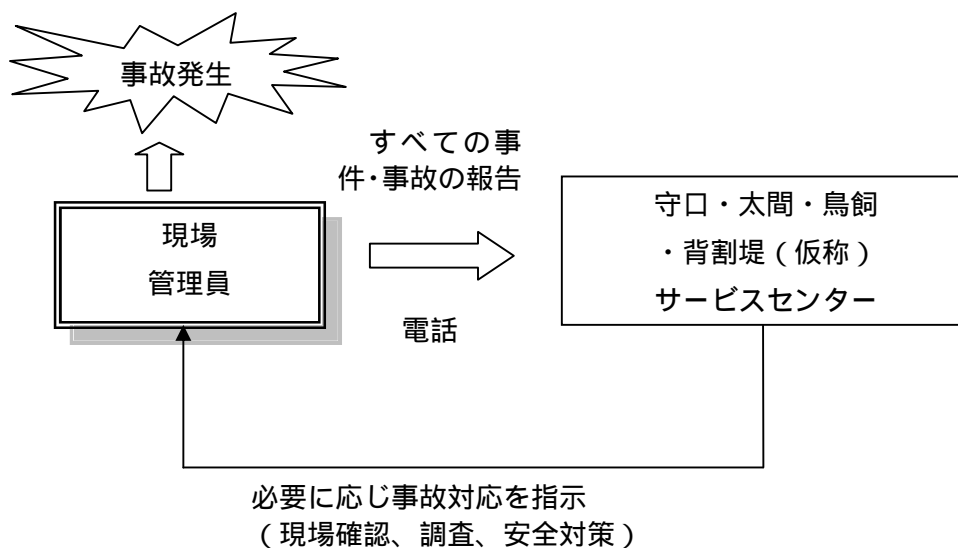 事故発生
すべての事
件・事故の報告
現場
管理員
守口・太間・鳥飼
・背割堤(仮称)
サービスセンター
電話
必要に応じ事故対応を指示
(現場確認、調査、安全対策)